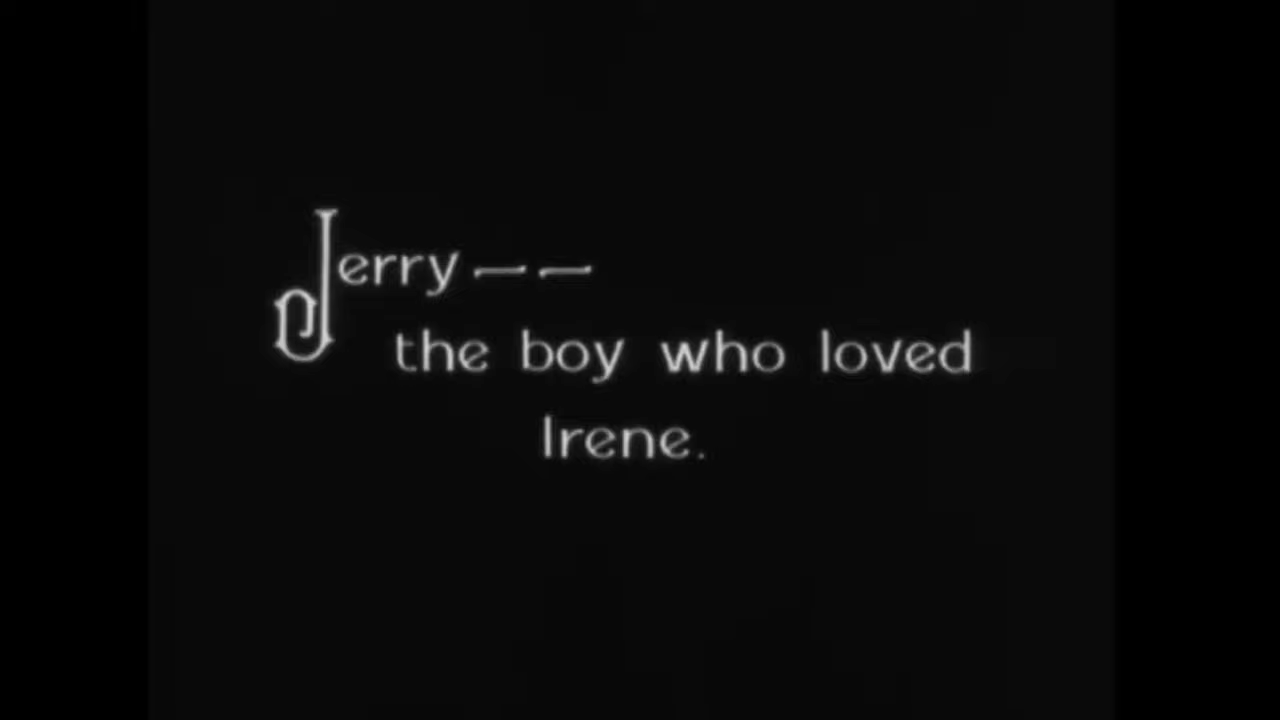 Jerry — —
the boy who loved
Irene.